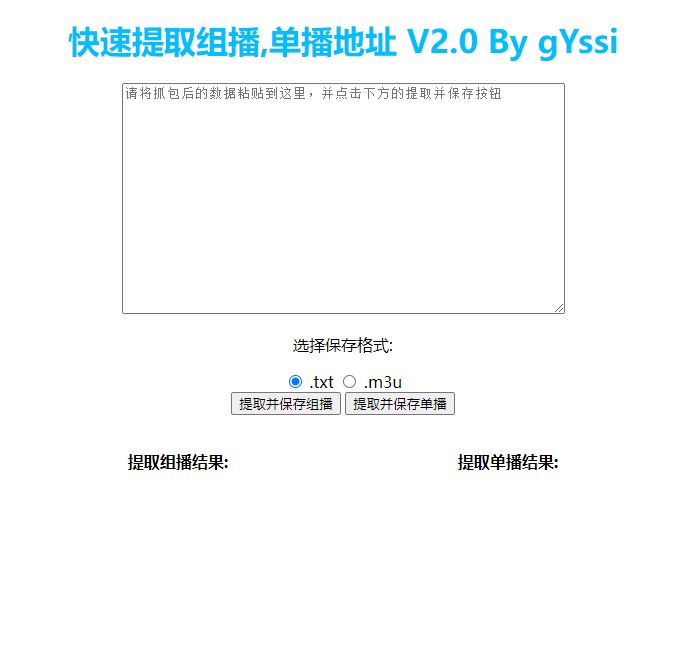 快速提取组播,单播地址 V2.0 By gYssi
请将抓包后的数据粘贴到这里，并点击下方的提取并保存按钮
选择保存格式:
.txt .m3u
提取并保存组播 提取并保存单播
提取组播结果: 提取单播结果: